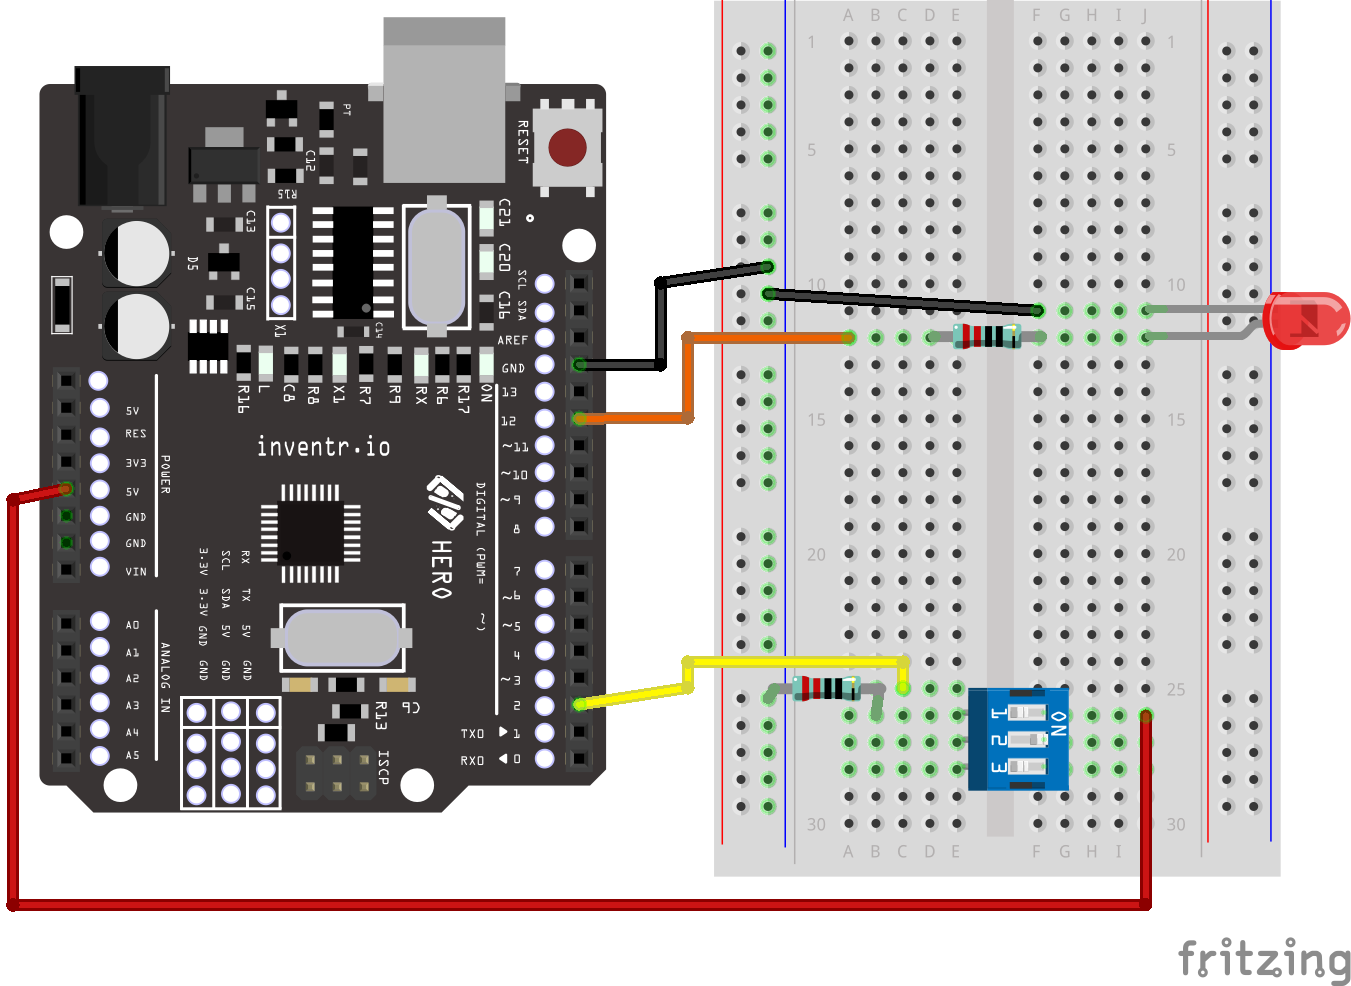 A B C D E F G H I J
1 1
5 5
10 10
15 15
20 20
25 25
30 30
A B C D E F G H I
PT
RESET
C12
R15
C13
D5
C15
X1
C14
C21
C20
C16
SCL
SDA
AREF
GND
13
12
~11
~10
~9
8
7
~6
~5
4
~3
2
TX0 1
RX0 0
R16
L
C8
R8
X1
R7
R9
RX
R6
R17
ON
5V
RES
3V3
5V
GND
GND
VIN
POWER
A0
A1
A2
A3
A4
A5
ANALOG IN
inventr.io
HERO
DIGITAL (PWM= ~)
RX TX 5V GND
SCL SDA 5V GND
3.3V 3.3V GND GND
R13
ISCP
ON
1
2
3
fritzing